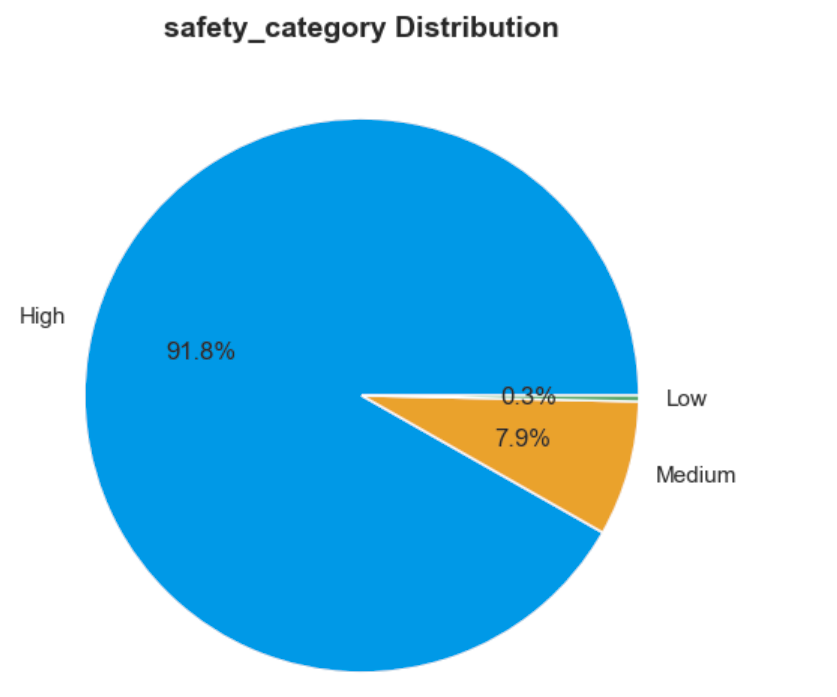 safety_category Distribution
High
91.8%
0.3%
Low
7.9%
Medium